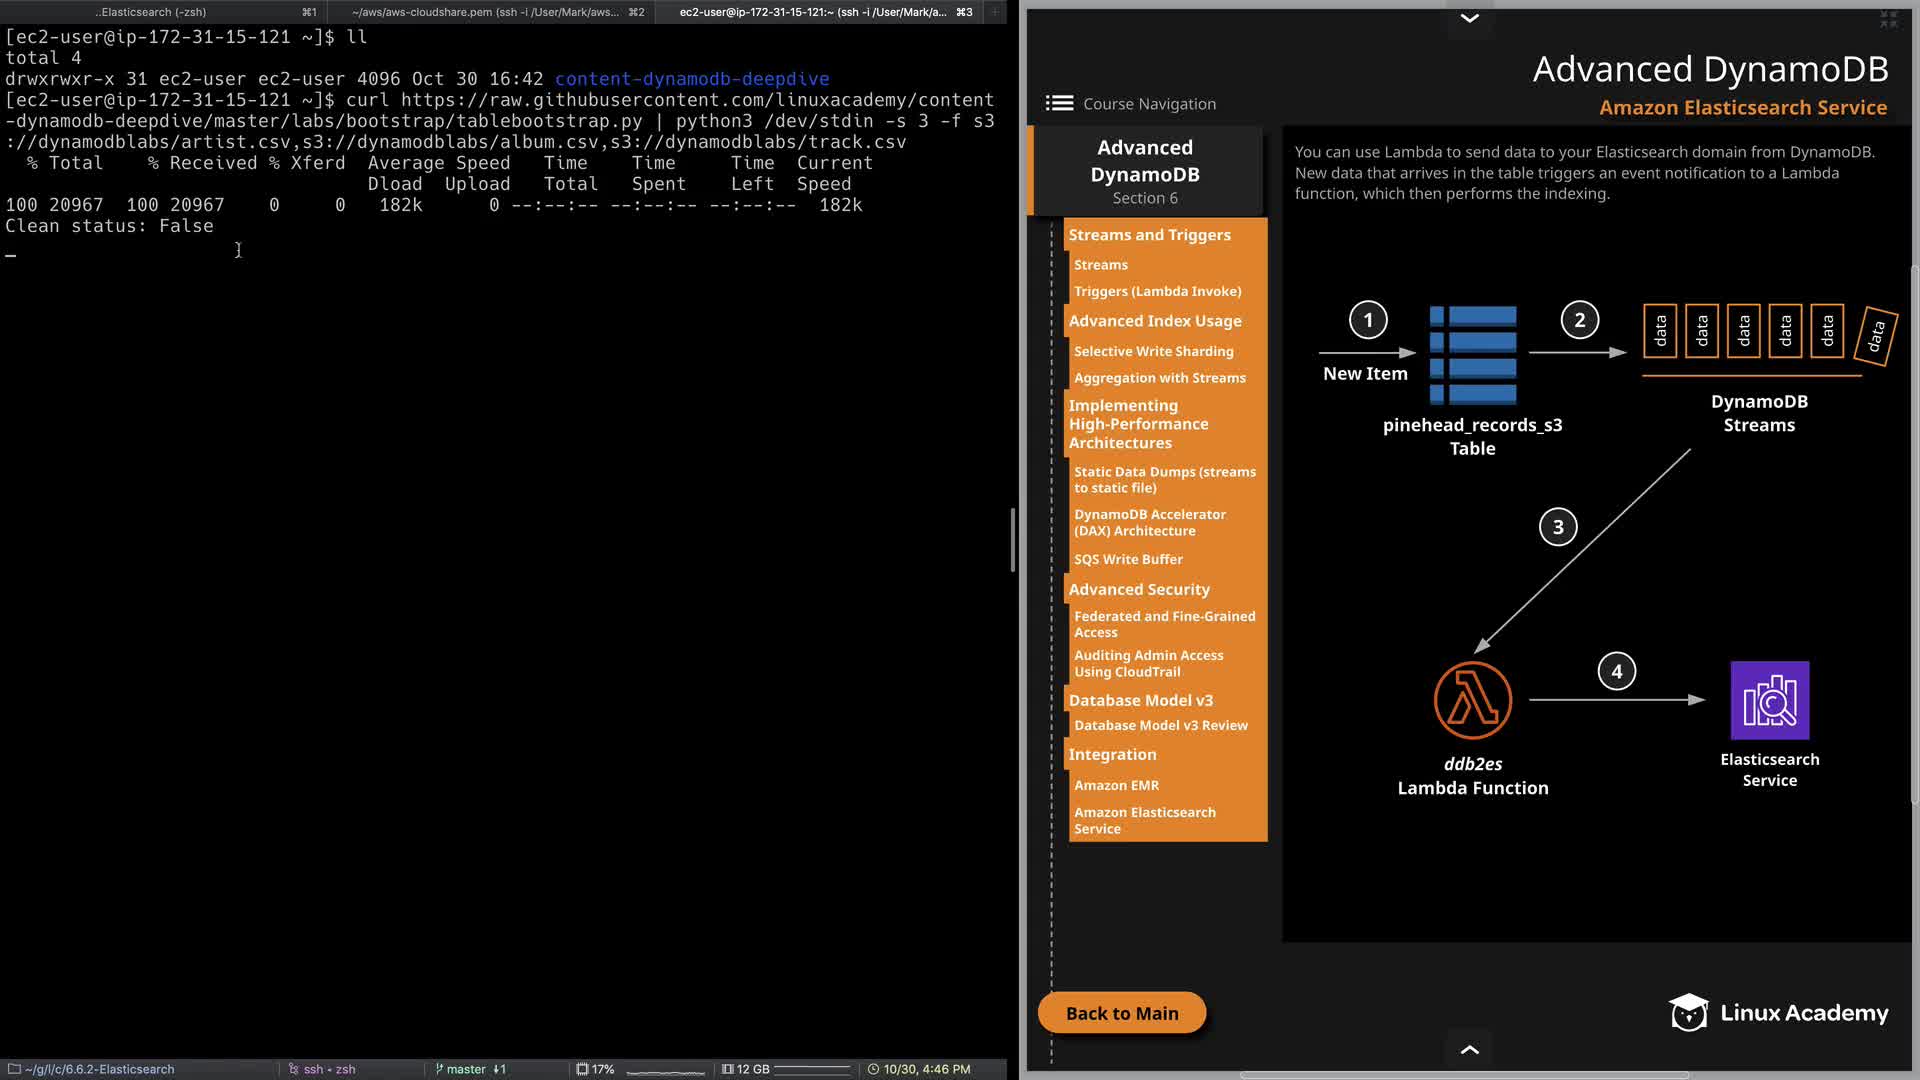 ..Elasticsearch (-zsh) ⌘1 ~/aws/aws-cloudshare.pem (ssh -i /User/Mark/aws... ⌘2 ec2-user@ip-172-31-15-121:~ (ssh -i /User/Mark/a... ⌘3 +
[ec2-user@ip-172-31-15-121 ~]$ ll
total 4
drwxrwxr-x 31 ec2-user ec2-user 4096 Oct 30 16:42 content-dynamodb-deepdive
[ec2-user@ip-172-31-15-121 ~]$ curl https://raw.githubusercontent.com/linuxacademy/content
-dynamodb-deepdive/master/labs/bootstrap/tablebootstrap.py | python3 /dev/stdin -s 3 -f s3
://dynamodblabs/artist.csv,s3://dynamodblabs/album.csv,s3://dynamodblabs/track.csv
% Total % Received % Xferd Average Speed Time Time Time Current
Dload Upload Total Spent Left Speed
100 20967 100 20967 0 0 182k 0 --:--:-- --:--:-- --:--:-- 182k
Clean status: False
~/g/l/c/6.6.2-Elasticsearch ssh • zsh master ↓1 17% 12 GB 10/30, 4:46 PM
Advanced DynamoDB
Amazon Elasticsearch Service
Course Navigation
Advanced
DynamoDB
Section 6
Streams and Triggers
Streams
Triggers (Lambda Invoke)
Advanced Index Usage
Selective Write Sharding
Aggregation with Streams
Implementing
High-Performance
Architectures
Static Data Dumps (streams
to static file)
DynamoDB Accelerator
(DAX) Architecture
SQS Write Buffer
Advanced Security
Federated and Fine-Grained
Access
Auditing Admin Access
Using CloudTrail
Database Model v3
Database Model v3 Review
Integration
Amazon EMR
Amazon Elasticsearch
Service
Back to Main
You can use Lambda to send data to your Elasticsearch domain from DynamoDB.
New data that arrives in the table triggers an event notification to a Lambda
function, which then performs the indexing.
1
New Item
pinehead_records_s3
Table
2
data data data data data data
DynamoDB
Streams
3
ddb2es
Lambda Function
4
Elasticsearch
Service
Linux Academy